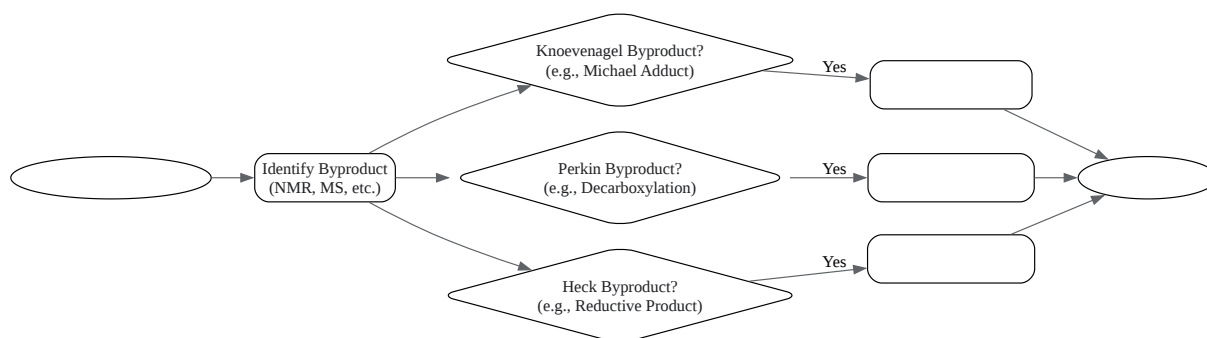 Knoevenagel Byproduct?
(e.g., Michael Adduct)
Yes
Identify Byproduct
(NMR, MS, etc.)
Perkin Byproduct?
(e.g., Decarboxylation)
Yes
Heck Byproduct?
(e.g., Reductive Product)
Yes